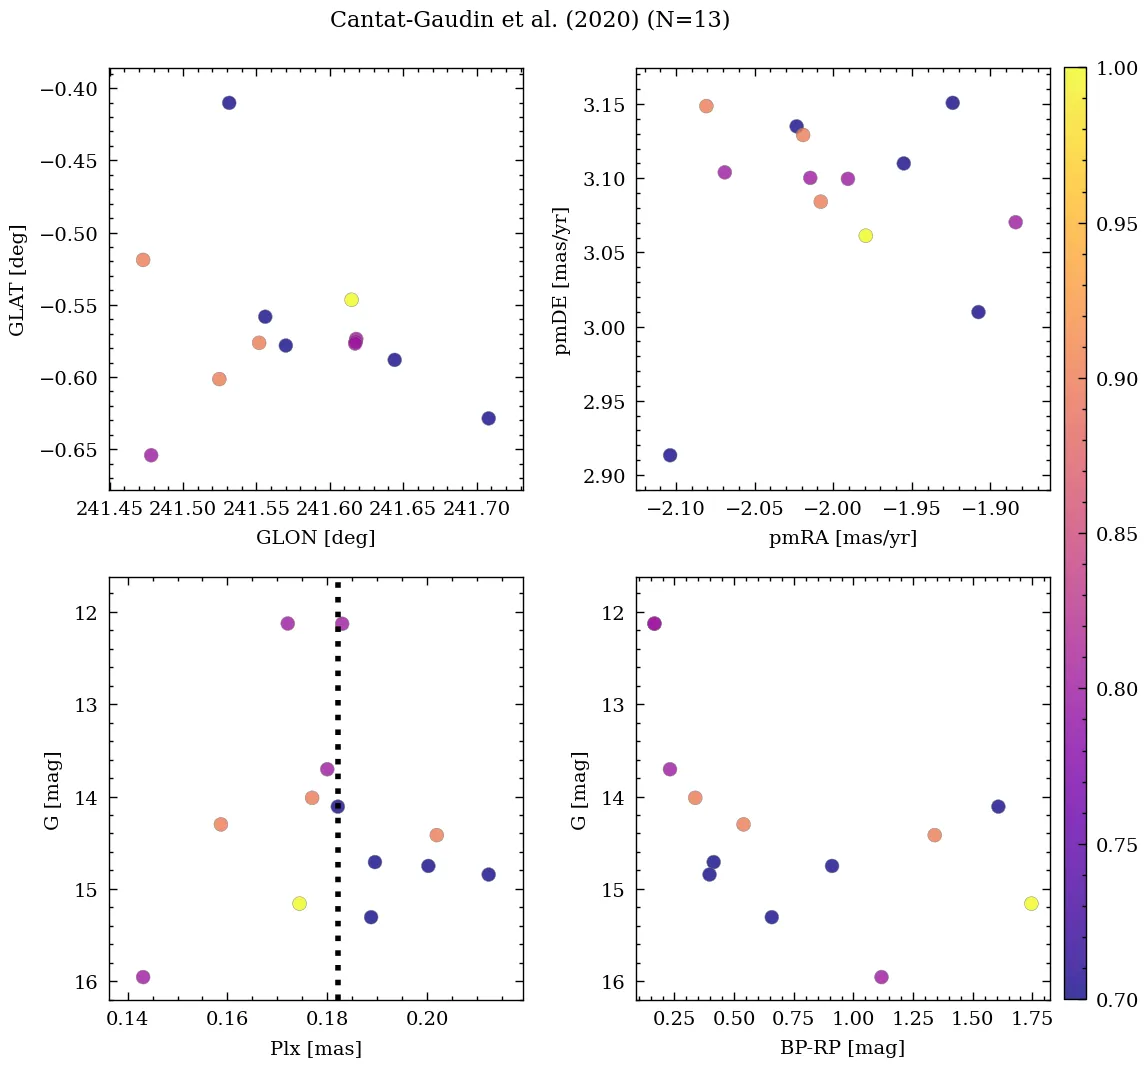 Cantat-Gaudin et al. (2020) (N=13)
−0.40
−0.45
−0.50
−0.55
−0.60
−0.65
GLAT [deg]
241.45 241.50 241.55 241.60 241.65 241.70
GLON [deg]
3.15
3.10
3.05
3.00
2.95
2.90
pmDE [mas/yr]
−2.10 −2.05 −2.00 −1.95 −1.90
pmRA [mas/yr]
12
13
14
15
16
G [mag]
0.14 0.16 0.18 0.20
Plx [mas]
12
13
14
15
16
G [mag]
0.25 0.50 0.75 1.00 1.25 1.50 1.75
BP-RP [mag]
1.00
0.95
0.90
0.85
0.80
0.75
0.70